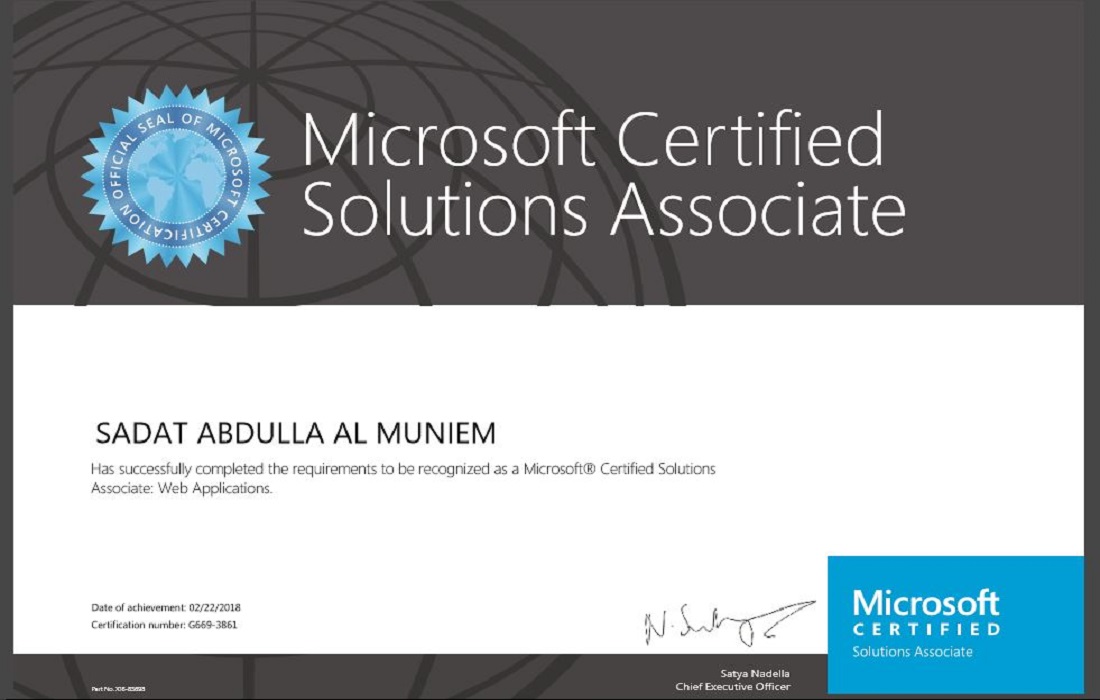 OFFICIAL SEAL OF MICROSOFT CERTIFICATION
Microsoft Certified
Solutions Associate
SADAT ABDULLA AL MUNIEM
Has successfully completed the requirements to be recognized as a Microsoft® Certified Solutions
Associate: Web Applications.
Date of achievement: 02/22/2018
Certification number: G669-3861
Microsoft
CERTIFIED
Solutions Associate
Satya Nadella
Chief Executive Officer
Part No.